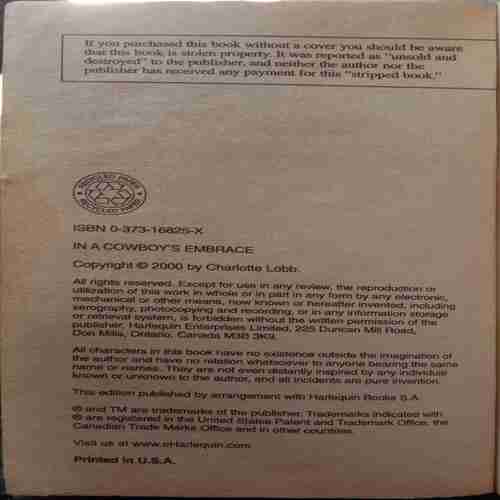 If you purchased this book without a cover you should be aware
that this book is stolen property. It was reported as "unsold and
destroyed" to the publisher, and neither the author nor the
publisher has received any payment for this "stripped book."
RECYCLED PAPER
RECYCLED PAPER
ISBN 0-373-16825-X
IN A COWBOY'S EMBRACE
Copyright © 2000 by Charlotte Lobb.
All rights reserved. Except for use in any review, the reproduction or
utilization of this work in whole or in part in any form by any electronic,
mechanical or other means, now known or hereafter invented, including
xerography, photocopying and recording, or in any information storage
or retrieval system, is forbidden without the written permission of the
publisher, Harlequin Enterprises Limited, 225 Duncan Mill Road,
Don Mills, Ontario, Canada M3B 3K9.
All characters in this book have no existence outside the imagination of
the author and have no relation whatsoever to anyone bearing the same
name or names. They are not even distantly inspired by any individual
known or unknown to the author, and all incidents are pure invention.
This edition published by arrangement with Harlequin Books S.A.
® and TM are trademarks of the publisher. Trademarks indicated with
® are registered in the United States Patent and Trademark Office, the
Canadian Trade Marks Office and in other countries.
Visit us at www.eHarlequin.com
Printed in U.S.A.